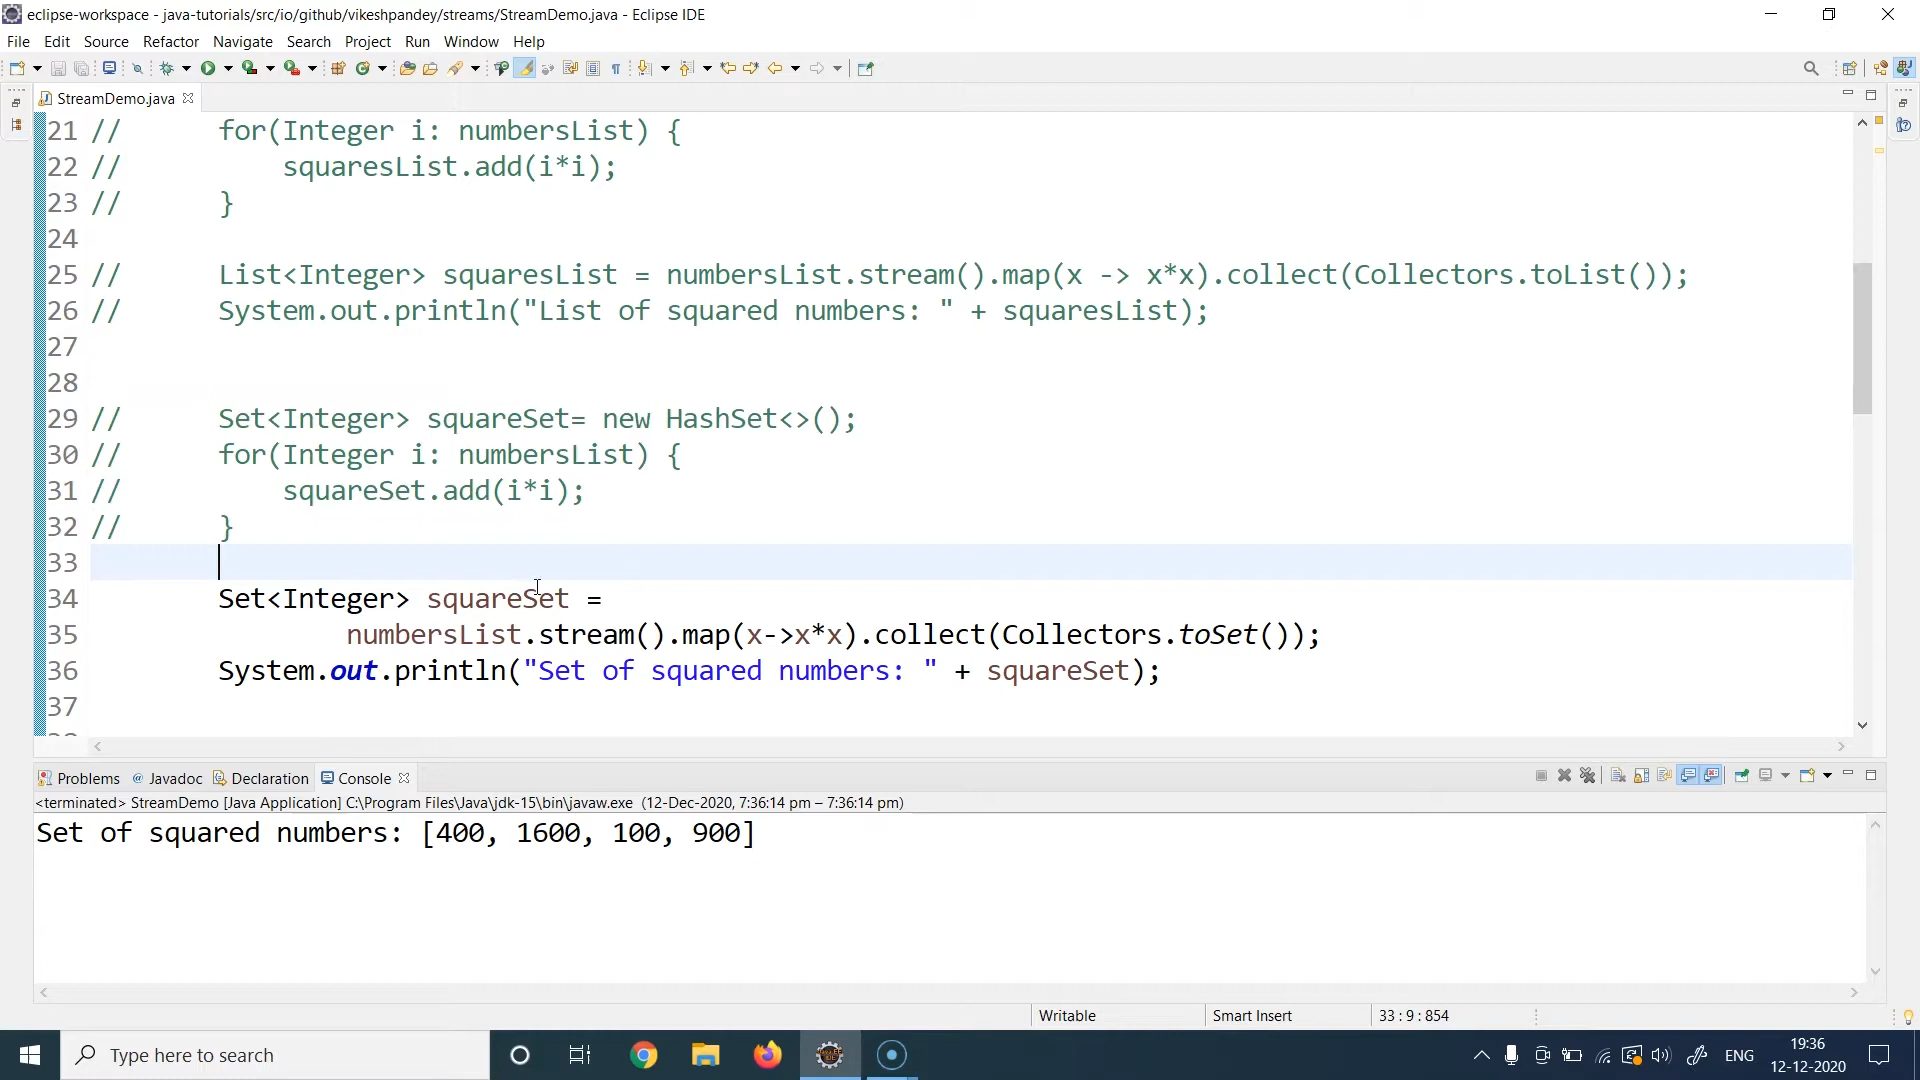 eclipse-workspace - java-tutorials/src/io/github/vikeshpandey/streams/StreamDemo.java - Eclipse IDE
File Edit Source Refactor Navigate Search Project Run Window Help
StreamDemo.java
21 // for(Integer i: numbersList) {
22 // squaresList.add(i*i);
23 // }
24
25 // List<Integer> squaresList = numbersList.stream().map(x -> x*x).collect(Collectors.toList());
26 // System.out.println("List of squared numbers: " + squaresList);
27
28
29 // Set<Integer> squareSet= new HashSet<>();
30 // for(Integer i: numbersList) {
31 // squareSet.add(i*i);
32 // }
33
34 Set<Integer> squareSet =
35 numbersList.stream().map(x->x*x).collect(Collectors.toSet());
36 System.out.println("Set of squared numbers: " + squareSet);
37
Problems @ Javadoc Declaration Console
<terminated> StreamDemo [Java Application] C:\Program Files\Java\jdk-15\bin\javaw.exe (12-Dec-2020, 7:36:14 pm – 7:36:14 pm)
Set of squared numbers: [400, 1600, 100, 900]
Writable Smart Insert 33 : 9 : 854
Type here to search
ENG
19:36
12-12-2020